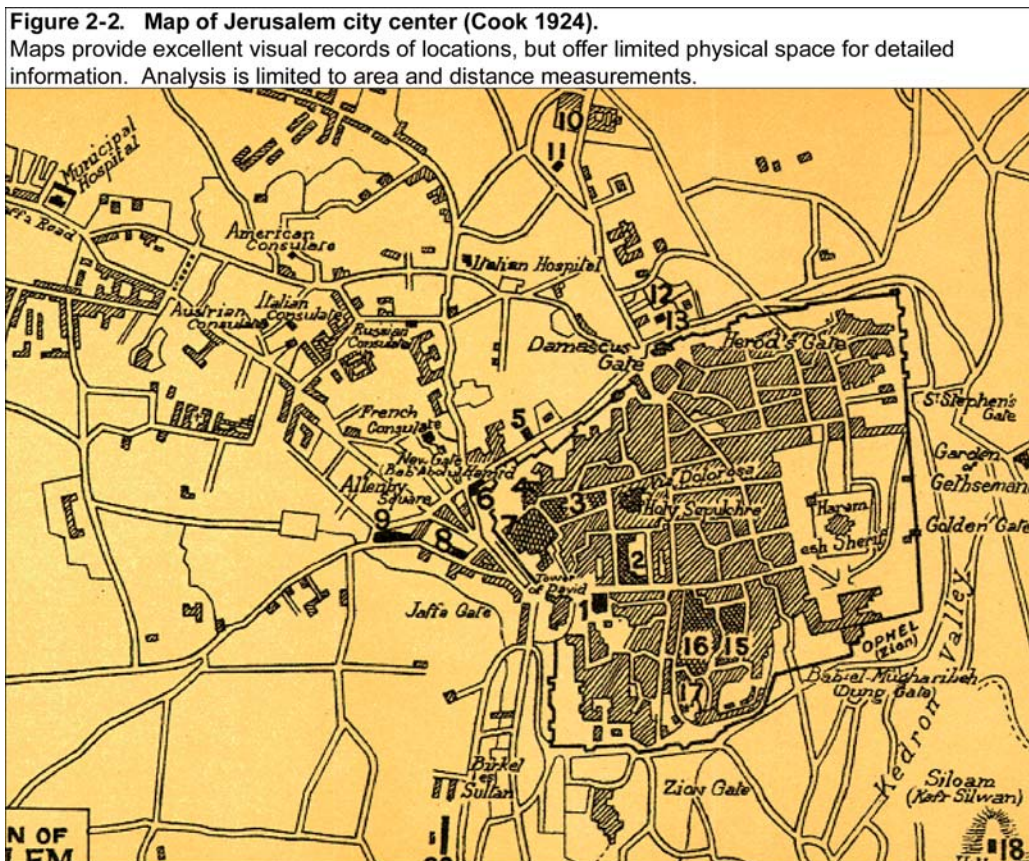 Figure 2-2. Map of Jerusalem city center (Cook 1924).
Maps provide excellent visual records of locations, but offer limited physical space for detailed
information. Analysis is limited to area and distance measurements.
10
11
Municipal
Hospital
Road
American
Consulate
Italian Hospital
12
13
Austrian
Consulate
Italian
Consulate
Russian
Consulate
Damascus
Gate
Herod's Gate
St Stephen's
Gate
French
Consulate
5
Garden
of
Gethsemane
New Gate
Allenby
Square
6
4
3
Via Dolorosa
Holy Sepulchre
Haram
esh Sherif
Golden Gate
9
8
7
2
Tower
of David
Jaffa Gate
1
16
15
17
OPHEL
(Zion)
Bab-el-Mugharibeh
(Dung Gate)
Kedron Valley
Birket
es
Sultan
Zion Gate
Siloam
(Kafr Silwan)
18
N OF
LEM